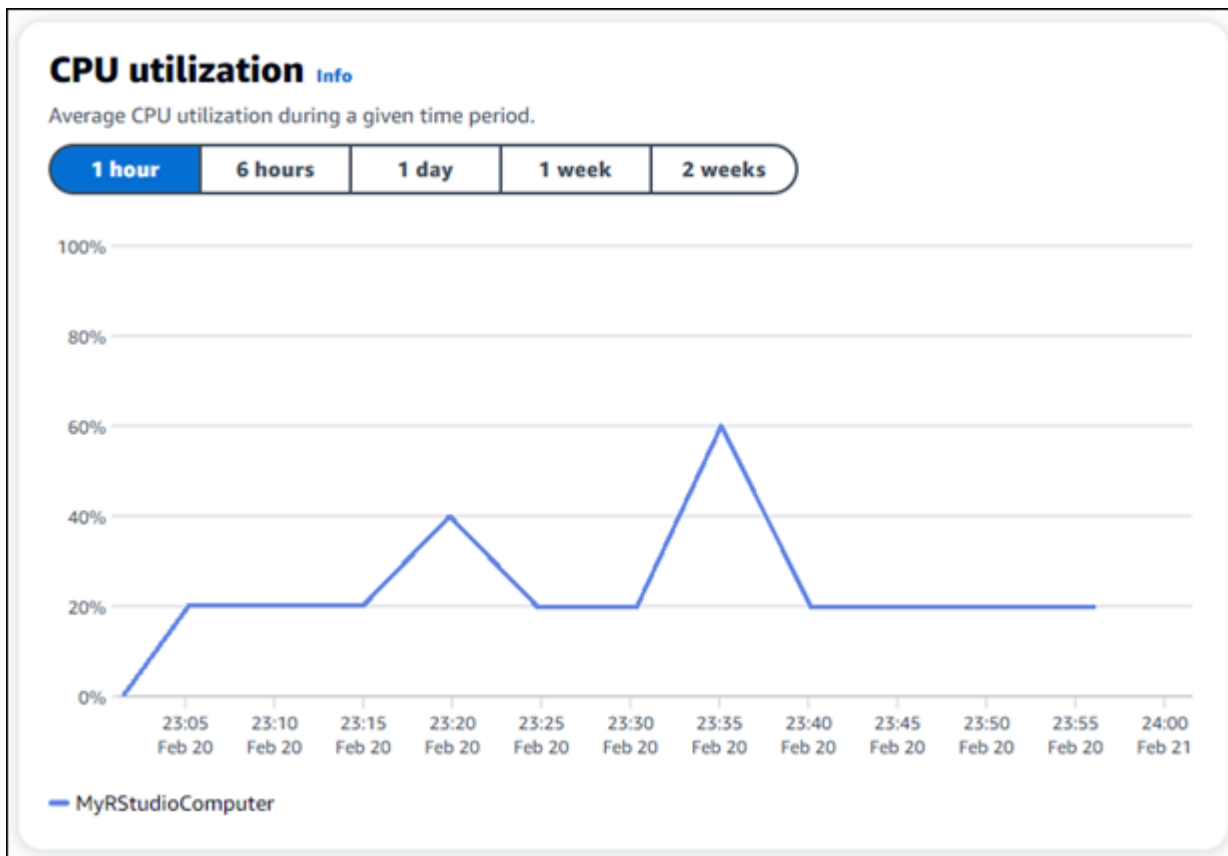 CPU utilization Info
Average CPU utilization during a given time period.
1 hour 6 hours 1 day 1 week 2 weeks
100%
80%
60%
40%
20%
0%
23:05 23:10 23:15 23:20 23:25 23:30 23:35 23:40 23:45 23:50 23:55 24:00
Feb 20 Feb 20 Feb 20 Feb 20 Feb 20 Feb 20 Feb 20 Feb 20 Feb 20 Feb 20 Feb 20 Feb 21
MyRStudioComputer